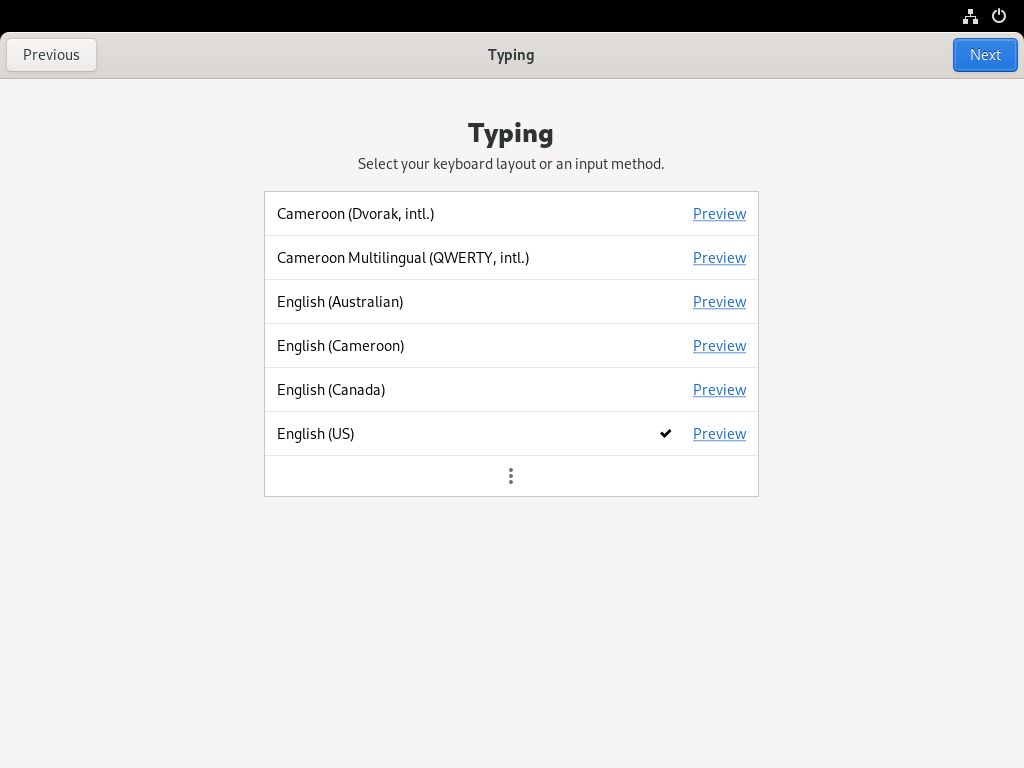 Previous
Typing
Next
Typing
Select your keyboard layout or an input method.
Cameroon (Dvorak, intl.) Preview
Cameroon Multilingual (QWERTY, intl.) Preview
English (Australian) Preview
English (Cameroon) Preview
English (Canada) Preview
English (US) Preview